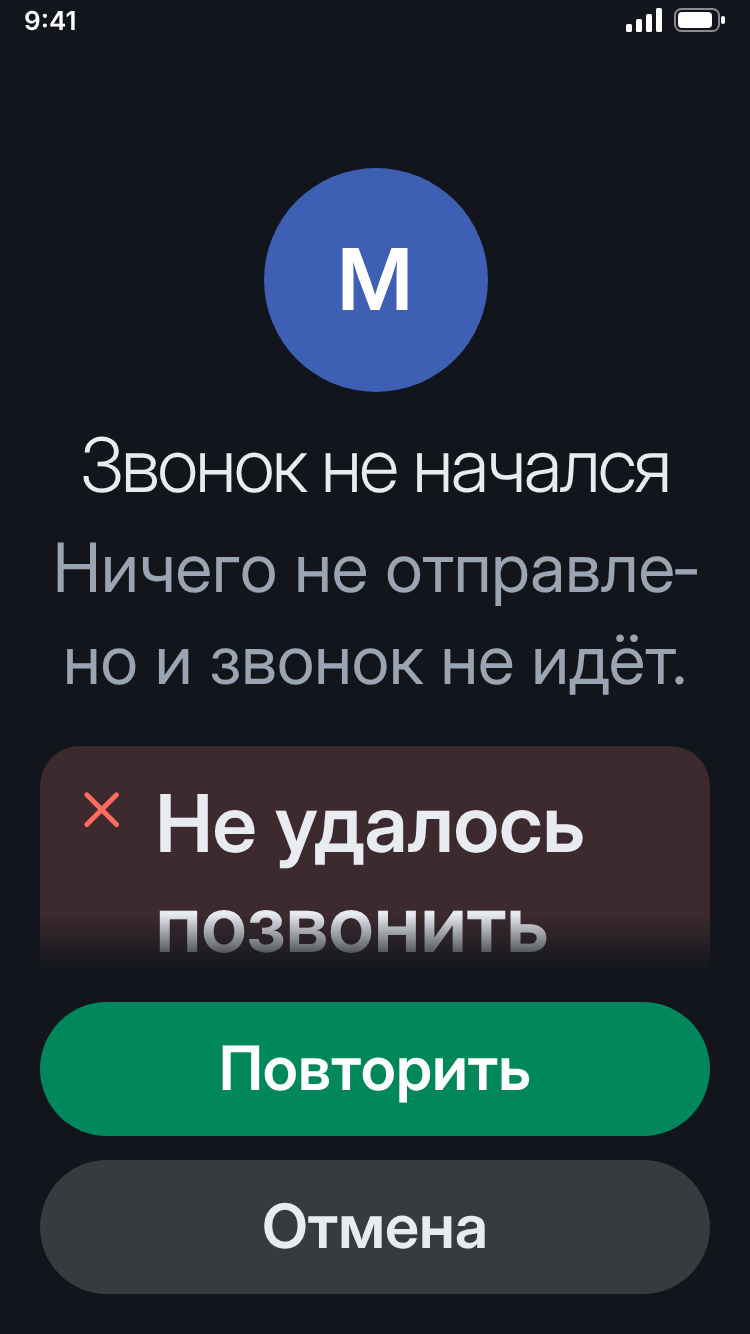 9:41
М
Звонок не начался
Ничего не отправле-
но и звонок не идёт.
Не удалось
позвонить
Повторить
Отмена